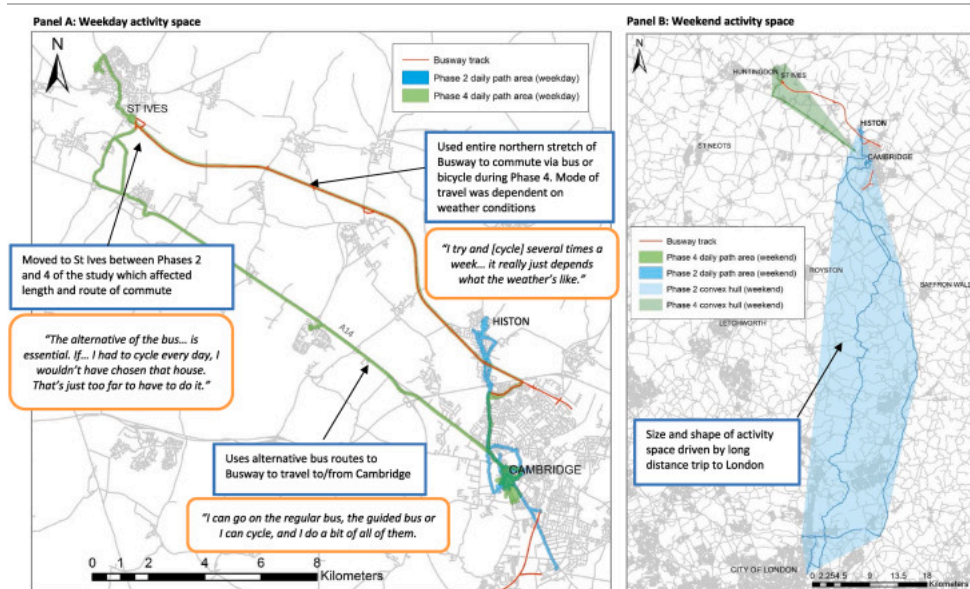 Panel A: Weekday activity space
N
ST IVES
Busway track
Phase 2 daily path area (weekday)
Phase 4 daily path area (weekday)
Used entire northern stretch of
Busway to commute via bus or
bicycle during Phase 4. Mode of
travel was dependent on
weather conditions
"I try and [cycle] several times a
week... it really just depends
what the weather's like."
Moved to St Ives between Phases 2
and 4 of the study which affected
length and route of commute
"The alternative of the bus... is
essential. If... I had to cycle every day, I
wouldn't have chosen that house.
That's just too far to have to do it."
A14
HISTON
Uses alternative bus routes to
Busway to travel to/from Cambridge
CAMBRIDGE
"I can go on the regular bus, the guided bus or
I can cycle, and I do a bit of all of them.
0 1 2 4 6 8
Kilometers
Panel B: Weekend activity space
N
HUNTINGDON
ST IVES
HISTON
ST NEOTS
CAMBRIDGE
Busway track
Phase 4 daily path area (weekend)
Phase 2 daily path area (weekend)
Phase 2 convex hull (weekend)
Phase 4 convex hull (weekend)
ROYSTON
SAFFRON WALD
LETCHWORTH
Size and shape of activity
space driven by long
distance trip to London
CITY OF LONDON
0 2.25 4.5 9 13.5 18
Kilometers